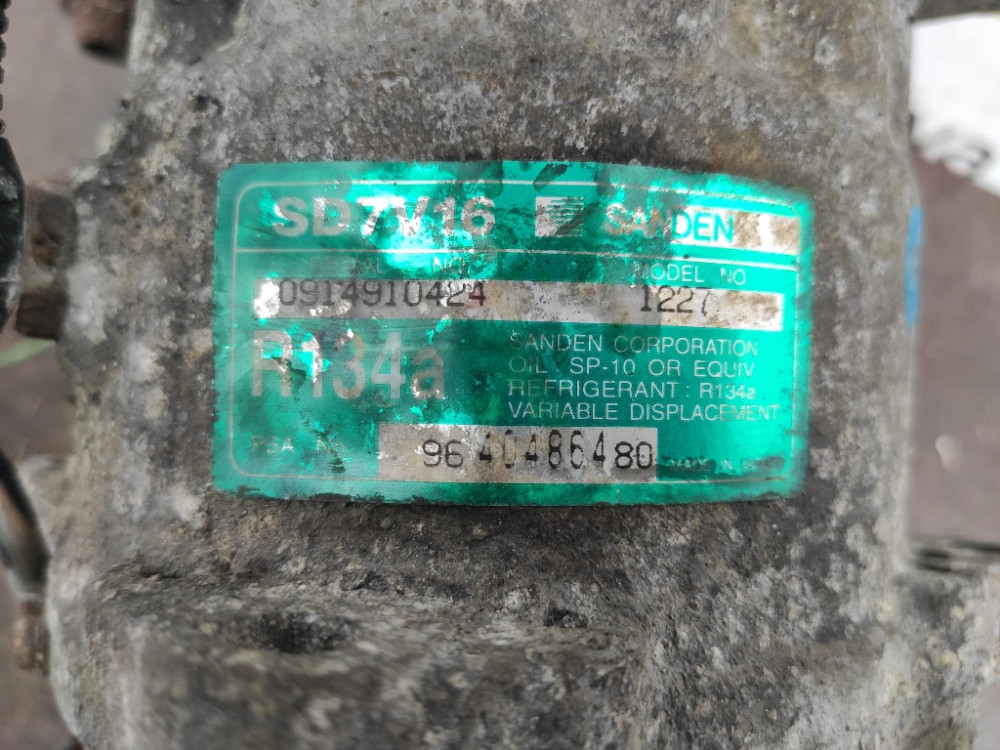 SD7V16 SANDEN
MODEL NO
0914910424 1227
R134a
SANDEN CORPORATION
OIL : SP-10 OR EQUIV.
REFRIGERANT : R134a
VARIABLE DISPLACEMENT
96 40486480